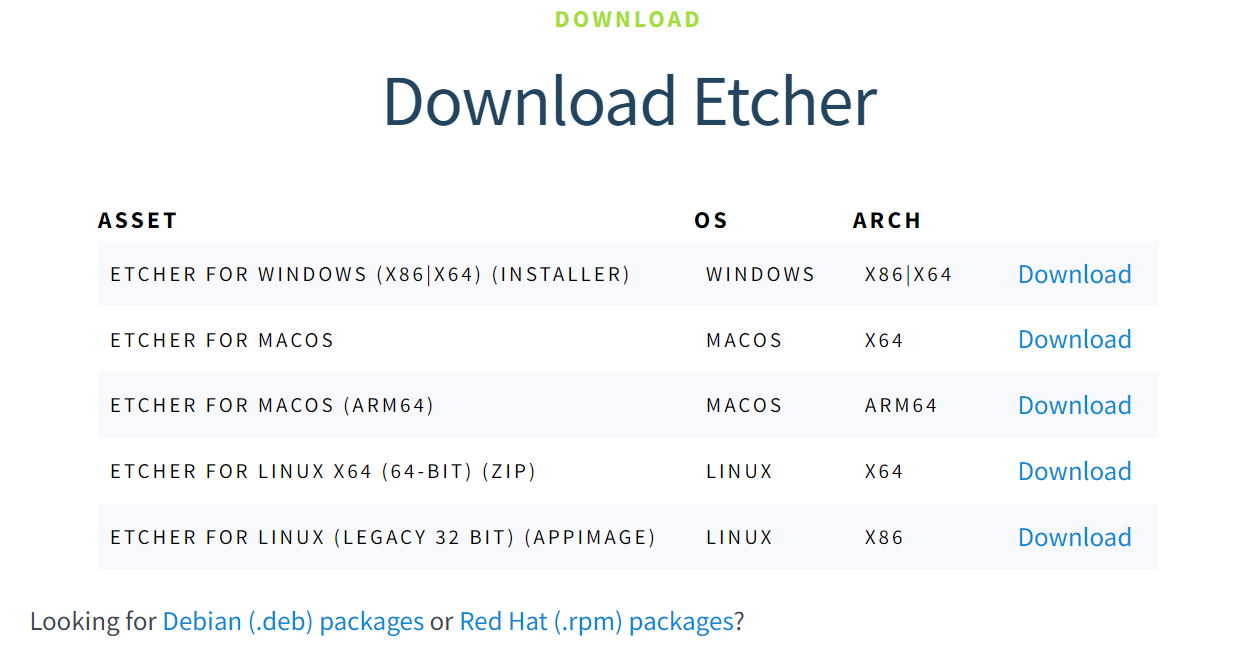 DOWNLOAD
Download Etcher
ASSET OS ARCH
ETCHER FOR WINDOWS (X86|X64) (INSTALLER) WINDOWS X86|X64 Download
ETCHER FOR MACOS MACOS X64 Download
ETCHER FOR MACOS (ARM64) MACOS ARM64 Download
ETCHER FOR LINUX X64 (64-BIT) (ZIP) LINUX X64 Download
ETCHER FOR LINUX (LEGACY 32 BIT) (APPIMAGE) LINUX X86 Download
Looking for Debian (.deb) packages or Red Hat (.rpm) packages?